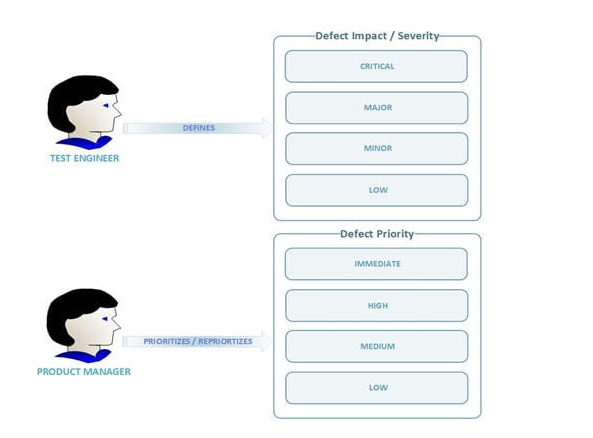 Defect Impact / Severity
CRITICAL
MAJOR
DEFINES
MINOR
TEST ENGINEER
LOW
Defect Priority
IMMEDIATE
HIGH
PRIORITIZES / REPRIORTIZES
MEDIUM
PRODUCT MANAGER
LOW